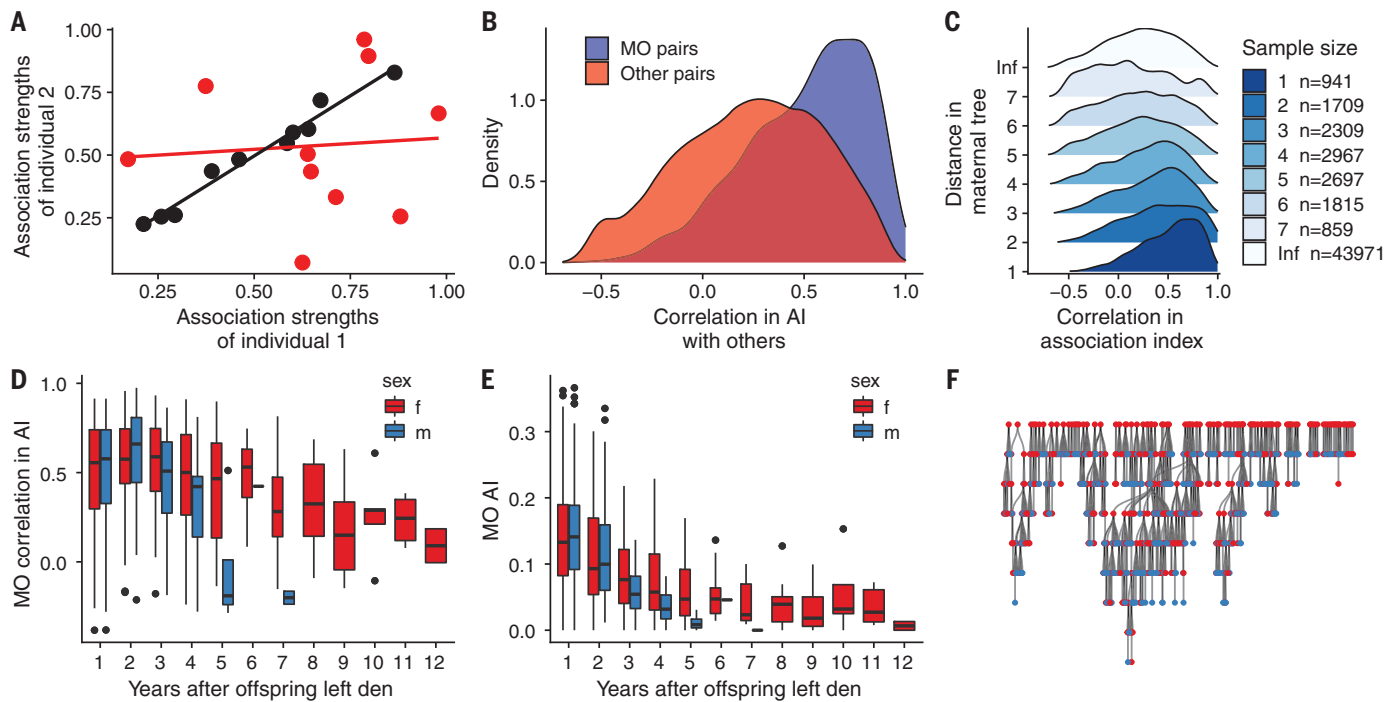 A
Association strengths
of individual 2
1.00
0.75
0.50
0.25
0.25
0.50
0.75
1.00
Association strengths
of individual 1
B
MO pairs
Other pairs
Density
1.0
0.5
0.0
−0.5
0.0
0.5
1.0
Correlation in AI
with others
C
Distance in
maternal tree
Inf
7
6
5
4
3
2
1
−0.5
0.0
0.5
1.0
Correlation in
association index
Sample size
1 n=941
2 n=1709
3 n=2309
4 n=2967
5 n=2697
6 n=1815
7 n=859
Inf n=43971
D
MO correlation in AI
1.0
0.5
0.0
sex
f
m
1 2 3 4 5 6 7 8 9 10 11 12
Years after offspring left den
E
MO AI
0.3
0.2
0.1
0.0
sex
f
m
1 2 3 4 5 6 7 8 9 10 11 12
Years after offspring left den
F